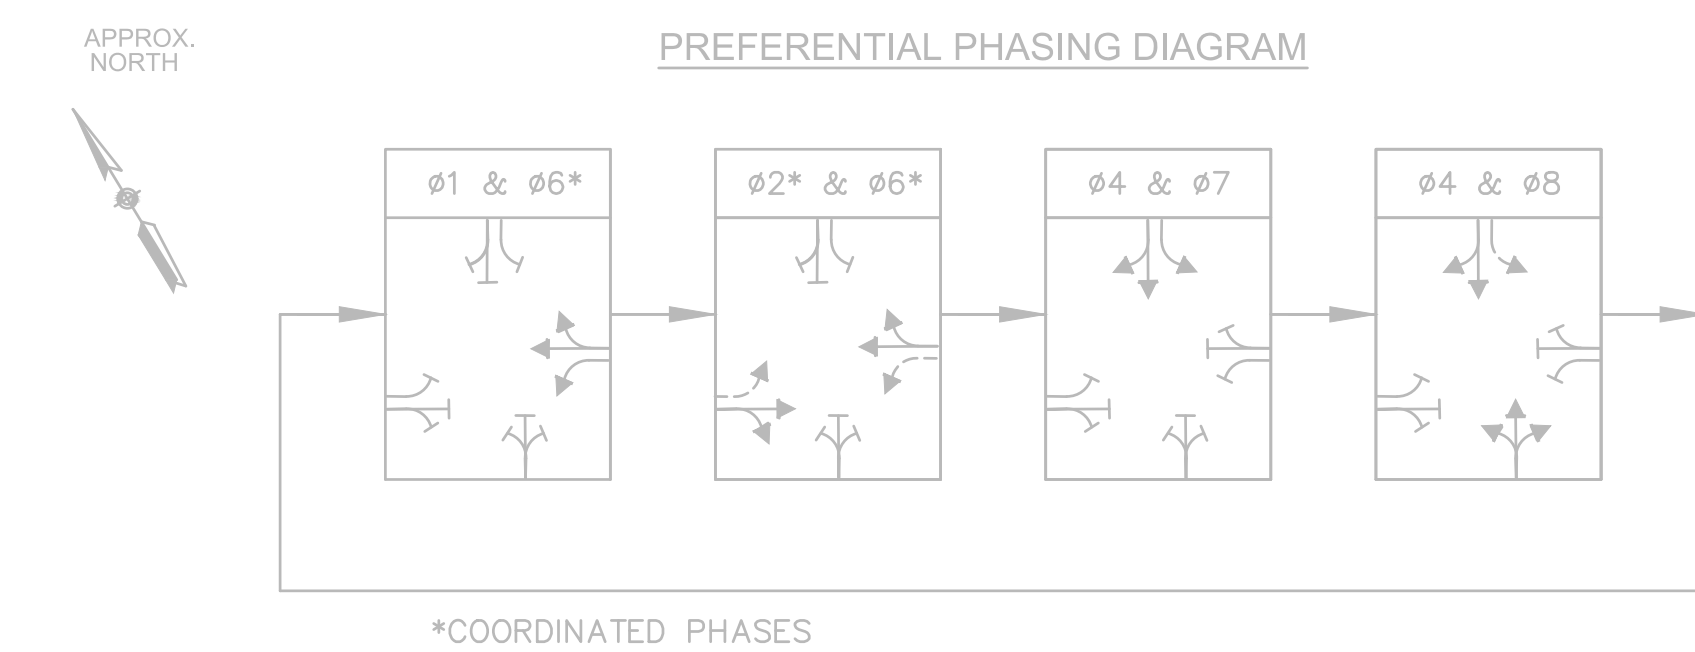 APPROX.
NORTH
PREFERENTIAL PHASING DIAGRAM
ø1 & ø6*
ø2* & ø6*
ø4 & ø7
ø4 & ø8
*COORDINATED PHASES